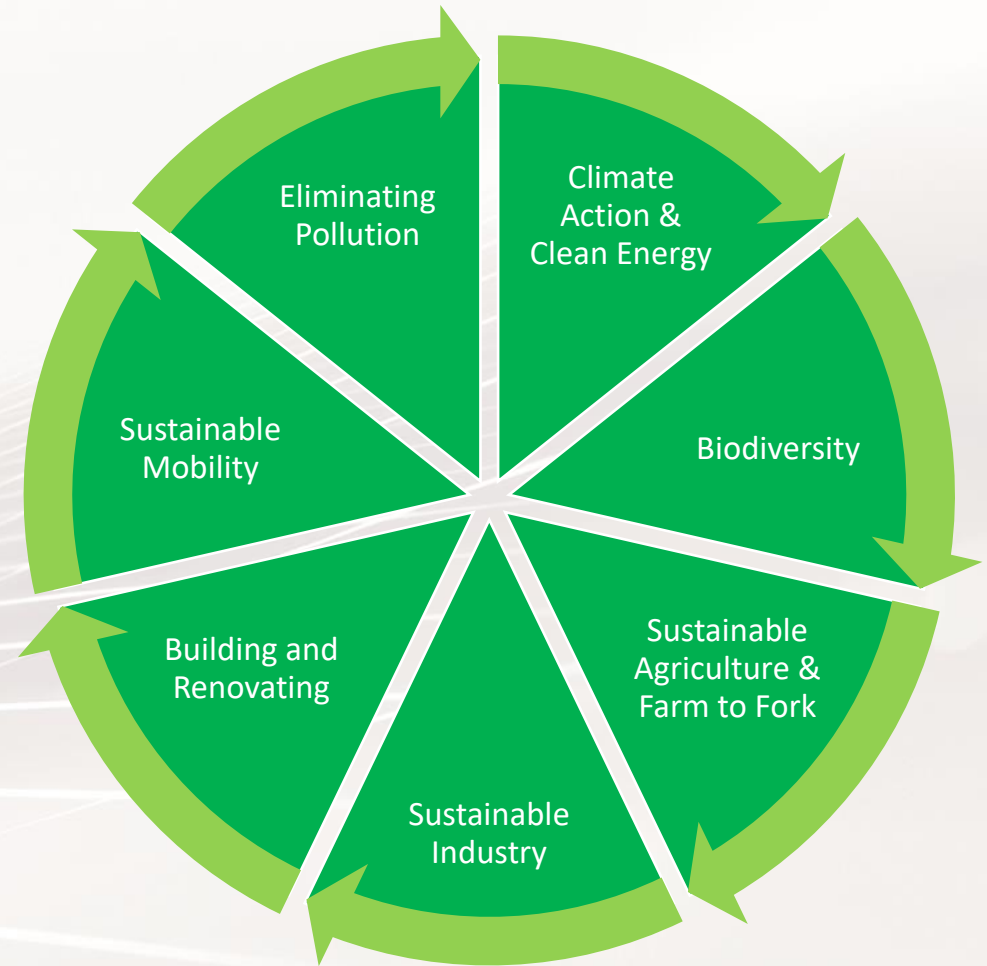 Climate
Action &
Clean Energy
Biodiversity
Sustainable
Agriculture &
Farm to Fork
Sustainable
Industry
Building and
Renovating
Sustainable
Mobility
Eliminating
Pollution